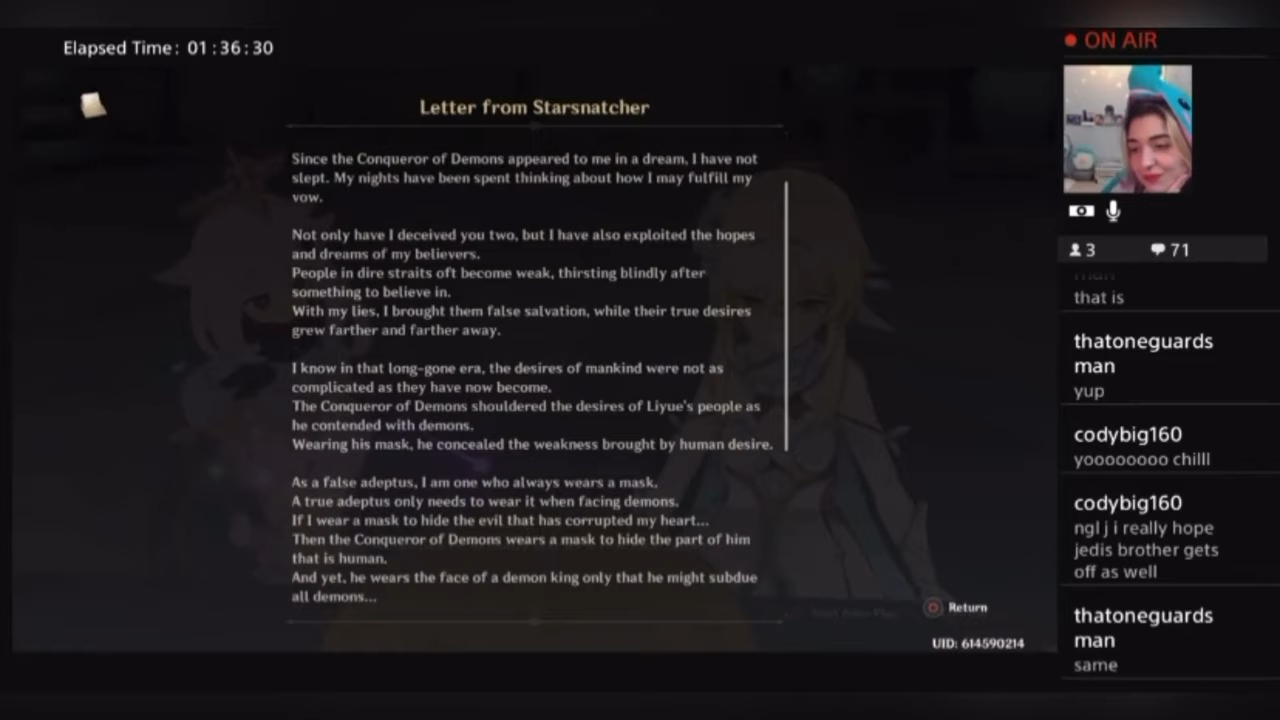 Elapsed Time: 01:36:30
ON AIR
Letter from Starsnatcher
Since the Conqueror of Demons appeared to me in a dream, I have not
slept. My nights have been spent thinking about how I may fulfill my
vow.
Not only have I deceived you two, but I have also exploited the hopes
and dreams of my believers.
People in dire straits oft become weak, thirsting blindly after
something to believe in.
With my lies, I brought them false salvation, while their true desires
grew farther and farther away.
I know in that long-gone era, the desires of mankind were not as
complicated as they have now become.
The Conqueror of Demons shouldered the desires of Liyue's people as
he contended with demons.
Wearing his mask, he concealed the weakness brought by human desire.
As a false adeptus, I am one who always wears a mask.
A true adeptus only needs to wear it when facing demons.
If I wear a mask to hide the evil that has corrupted my heart...
Then the Conqueror of Demons wears a mask to hide the part of him
that is human.
And yet, he wears the face of a demon king only that he might subdue
all demons...
Return
UID: 614590214
3
71
that is
thatoneguards
man
yup
codybig160
yoooooooo chilll
codybig160
ngl j i really hope
jedis brother gets
off as well
thatoneguards
man
same